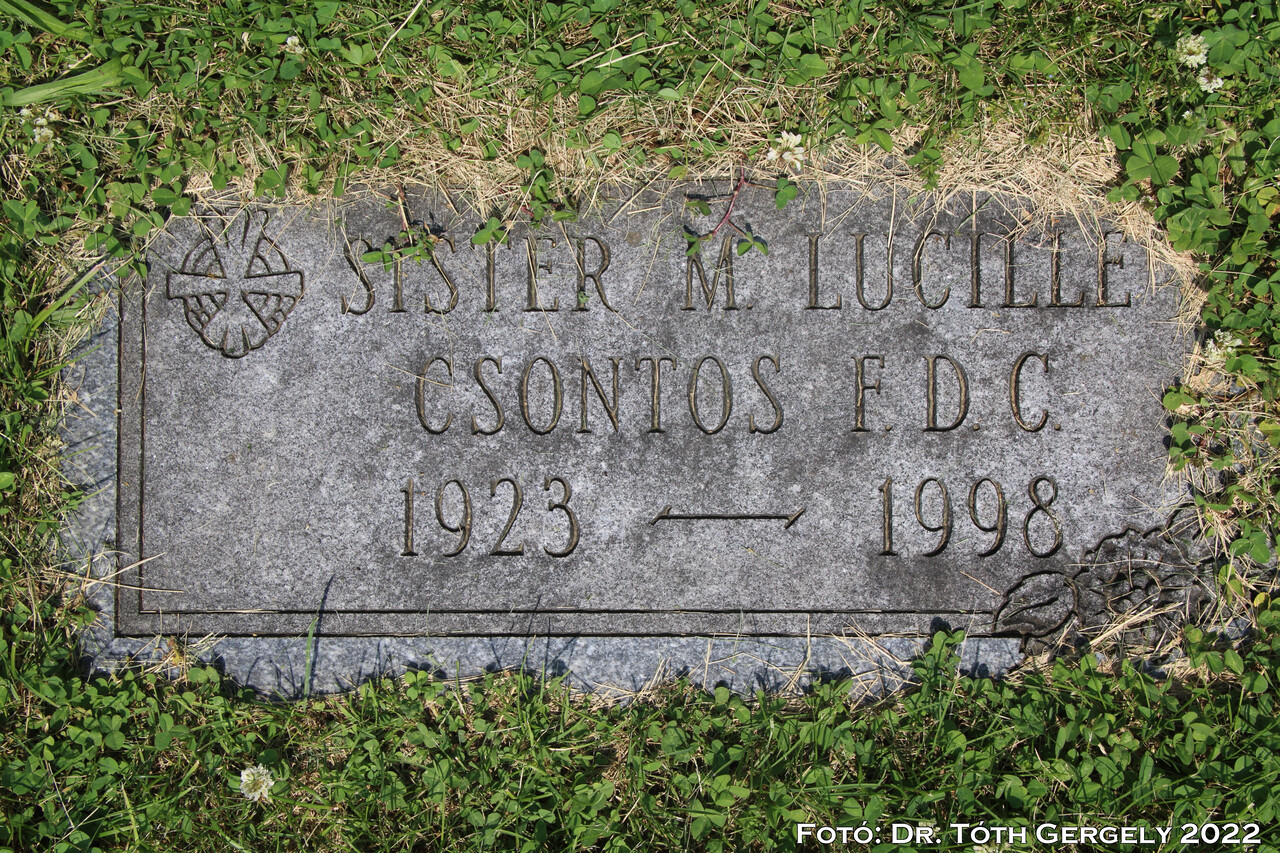 SISTER M. LUCILLE
CSONTOS F.D.C.
1923 — 1998
Fotó: Dr. Tóth Gergely 2022